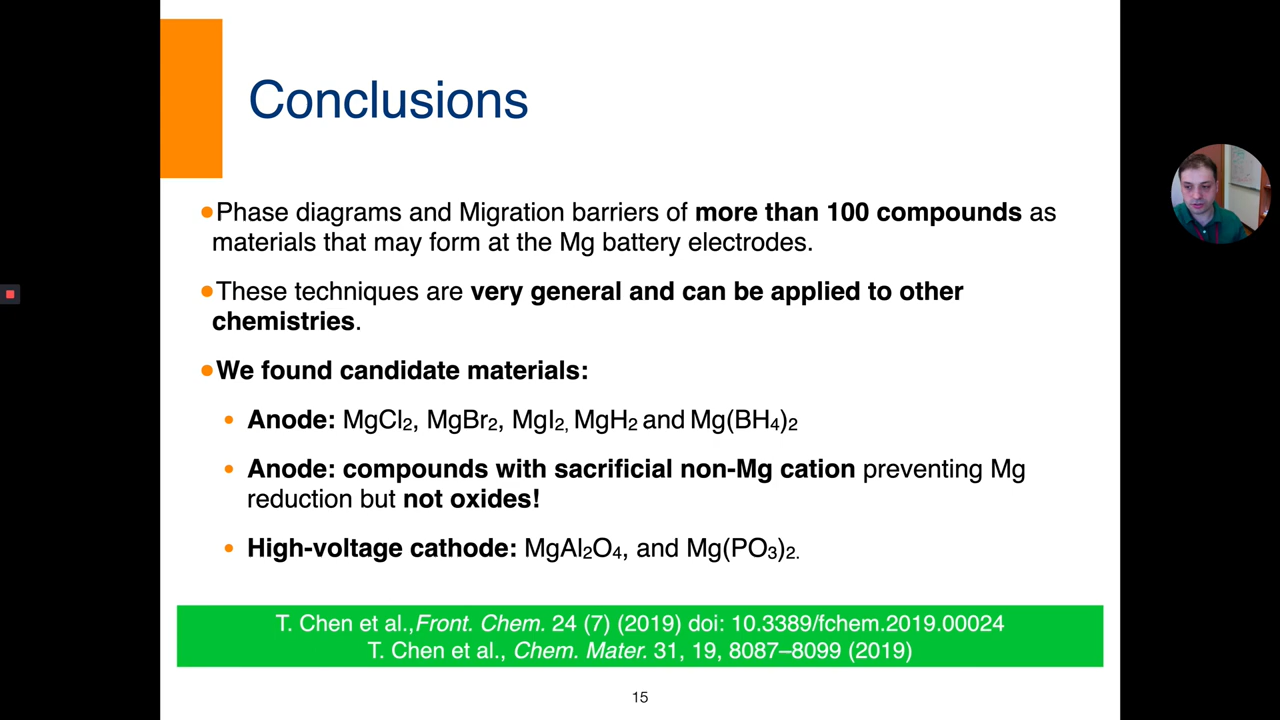 Conclusions
●Phase diagrams and Migration barriers of more than 100 compounds as
materials that may form at the Mg battery electrodes.
●These techniques are very general and can be applied to other
chemistries.
●We found candidate materials:
• Anode: MgCl₂, MgBr₂, MgI₂, MgH₂ and Mg(BH₄)₂
• Anode: compounds with sacrificial non-Mg cation preventing Mg
reduction but not oxides!
• High-voltage cathode: MgAl₂O₄, and Mg(PO₃)₂.
T. Chen et al.,Front. Chem. 24 (7) (2019) doi: 10.3389/fchem.2019.00024
T. Chen et al., Chem. Mater. 31, 19, 8087–8099 (2019)
15